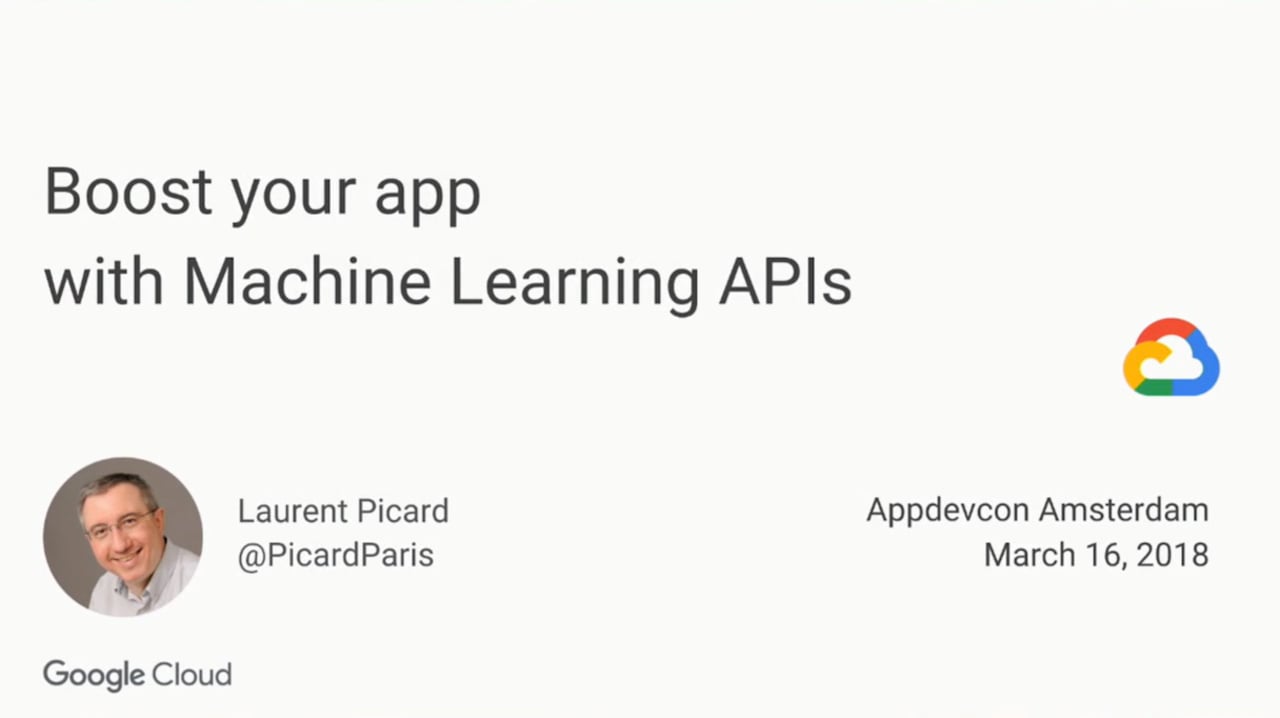 Boost your app
with Machine Learning APIs
Laurent Picard
@PicardParis
Appdevcon Amsterdam
March 16, 2018
Google Cloud